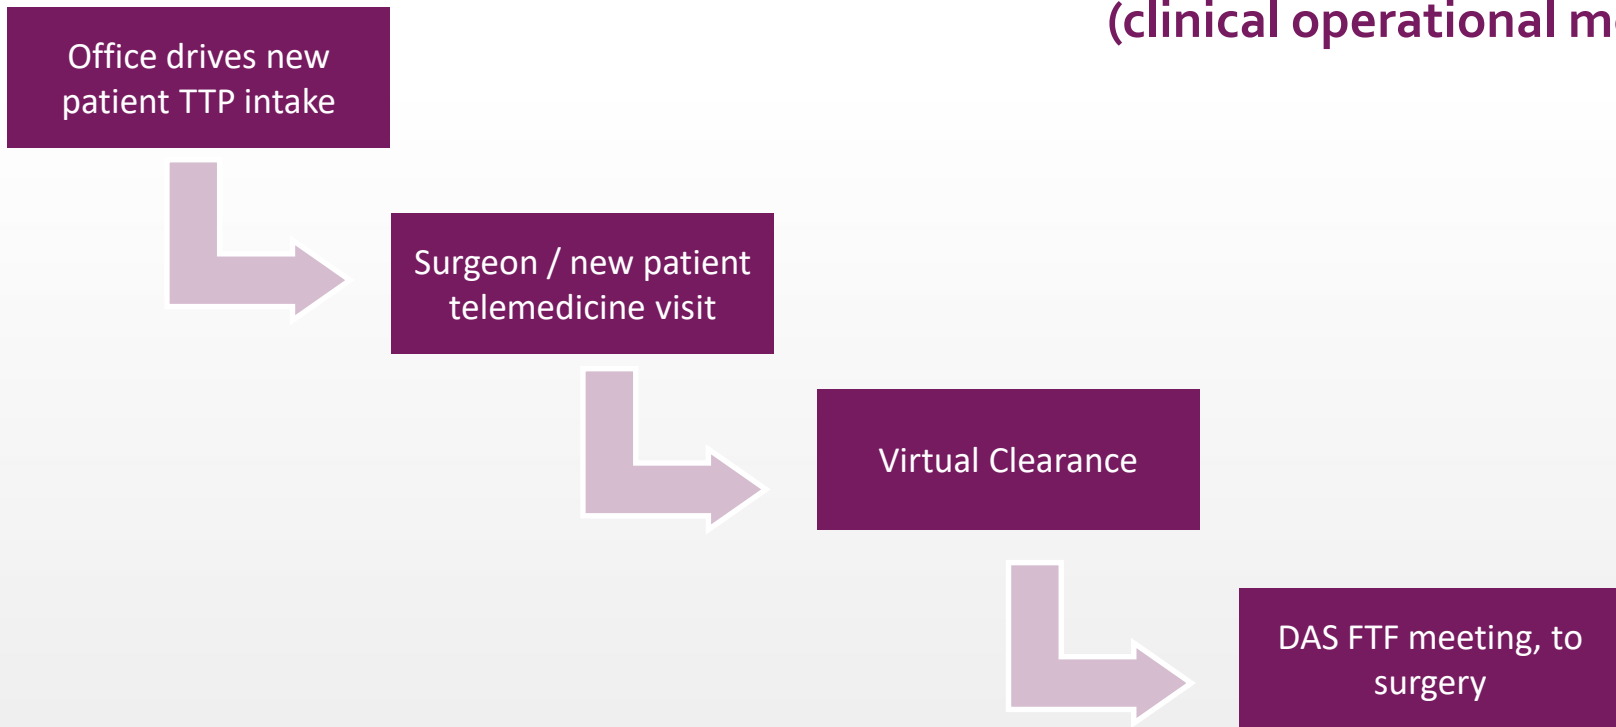 (clinical operational m
Office drives new
patient TTP intake
Surgeon / new patient
telemedicine visit
Virtual Clearance
DAS FTF meeting, to
surgery